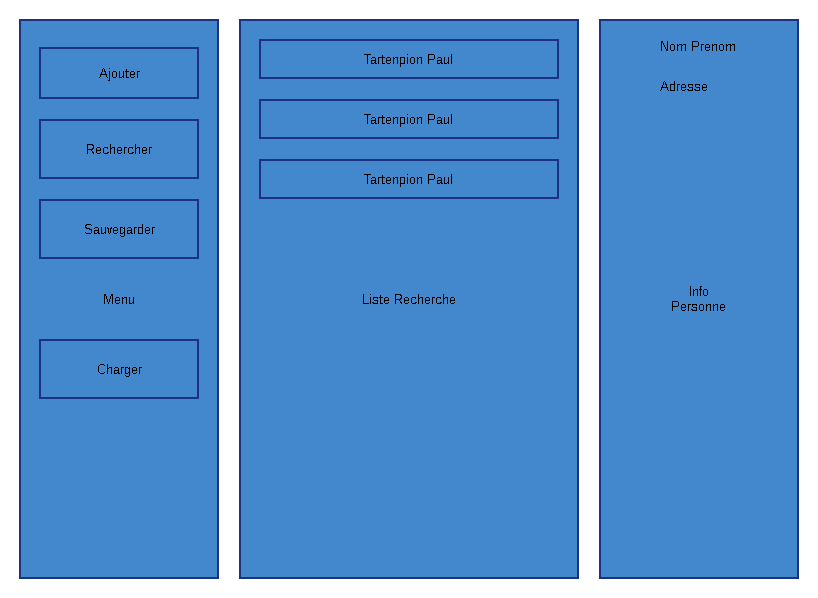 Ajouter
Rechercher
Sauvegarder
Menu
Charger
Tartenpion Paul
Tartenpion Paul
Tartenpion Paul
Liste Recherche
Nom Prenom
Adresse
Info
Personne